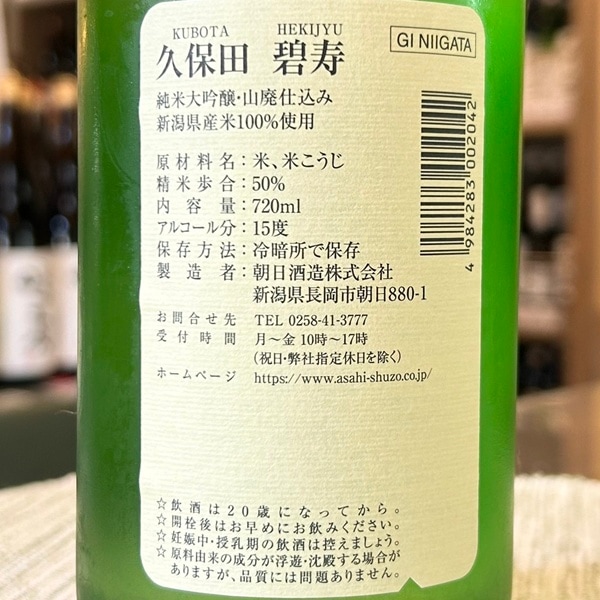 KUBOTA HEKIJYU
久保田 碧寿
GI NIIGATA
純米大吟醸・山廃仕込み
新潟県産米100%使用
原材料名：米、米こうじ
精米歩合：50%
内容量：720ml
アルコール分：15度
保存方法：冷暗所で保存
製造者：朝日酒造株式会社
新潟県長岡市朝日880-1
お問合せ先 TEL 0258-41-3777
受付時間 月～金 10時～17時
(祝日・弊社指定休日を除く)
ホームページ https://www.asahi-shuzo.co.jp/
4 984283 002042
☆飲酒は20歳になってから。
☆開栓後はお早めにお飲みください。
☆妊娠中・授乳期の飲酒は控えましょう。
☆原料由来の成分が浮遊・沈殿する場合が
ありますが、品質には問題ありません。